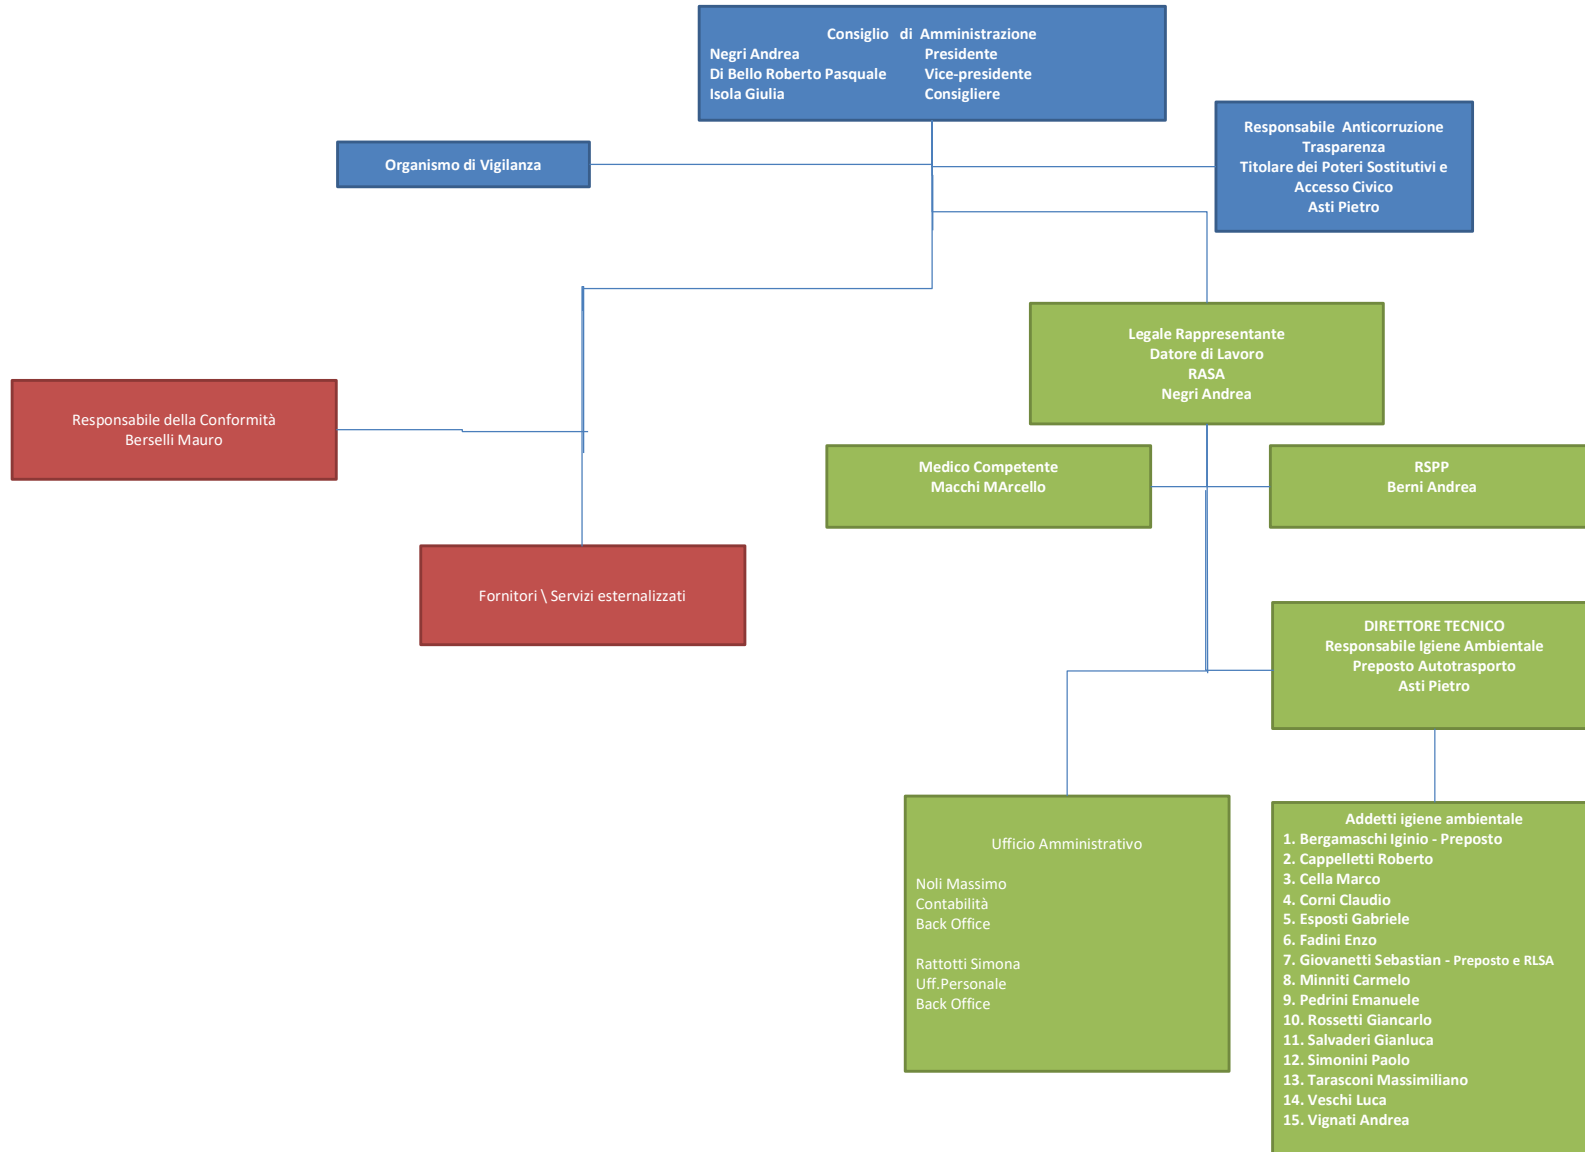 Consiglio di Amministrazione
Negri Andrea Presidente
Di Bello Roberto Pasquale Vice-presidente
Isola Giulia Consigliere
Organismo di Vigilanza
Responsabile Anticorruzione
Trasparenza
Titolare dei Poteri Sostitutivi e
Accesso Civico
Asti Pietro
Legale Rappresentante
Datore di Lavoro
RASA
Negri Andrea
Responsabile della Conformità
Berselli Mauro
Medico Competente
Macchi MArcello
RSPP
Berni Andrea
Fornitori \ Servizi esternalizzati
DIRETTORE TECNICO
Responsabile Igiene Ambientale
Preposto Autotrasporto
Asti Pietro
Ufficio Amministrativo
Noli Massimo
Contabilità
Back Office
Rattotti Simona
Uff.Personale
Back Office
Addetti igiene ambientale
1. Bergamaschi Iginio - Preposto
2. Cappelletti Roberto
3. Cella Marco
4. Corni Claudio
5. Esposti Gabriele
6. Fadini Enzo
7. Giovanetti Sebastian - Preposto e RLSA
8. Minniti Carmelo
9. Pedrini Emanuele
10. Rossetti Giancarlo
11. Salvaderi Gianluca
12. Simonini Paolo
13. Tarasconi Massimiliano
14. Veschi Luca
15. Vignati Andrea